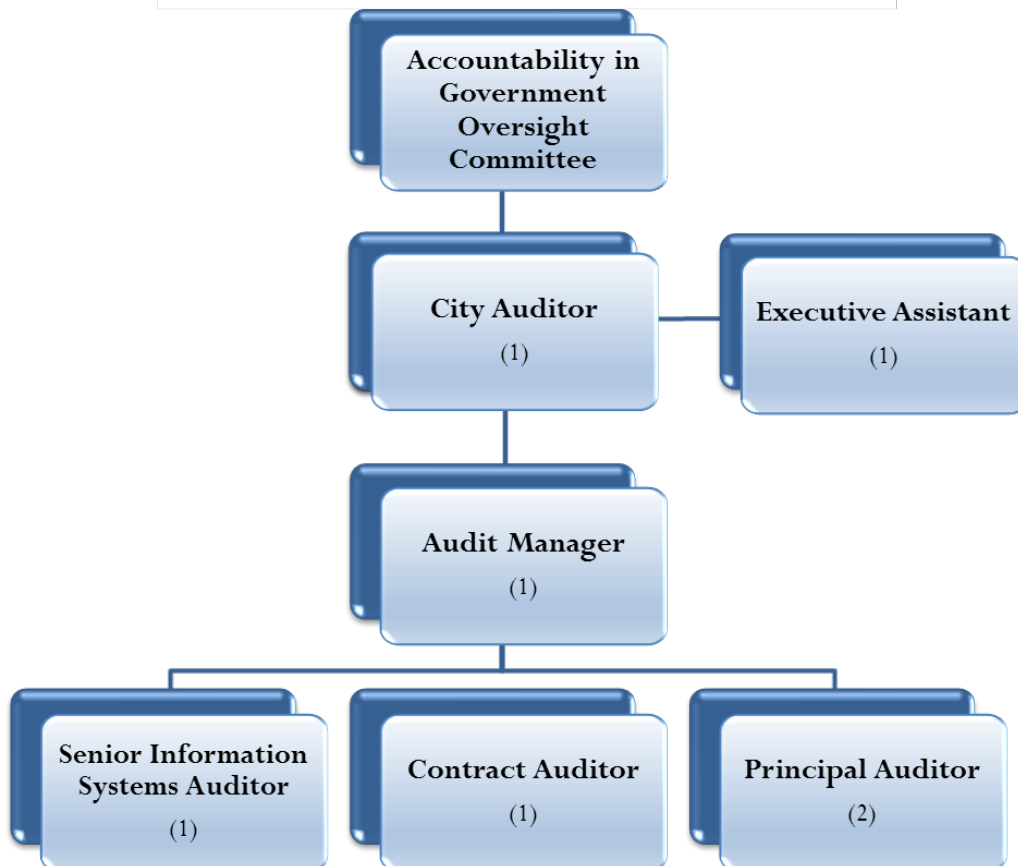 Accountability in
Government
Oversight
Committee
City Auditor
(1)
Executive Assistant
(1)
Audit Manager
(1)
Senior Information
Systems Auditor
(1)
Contract Auditor
(1)
Principal Auditor
(2)